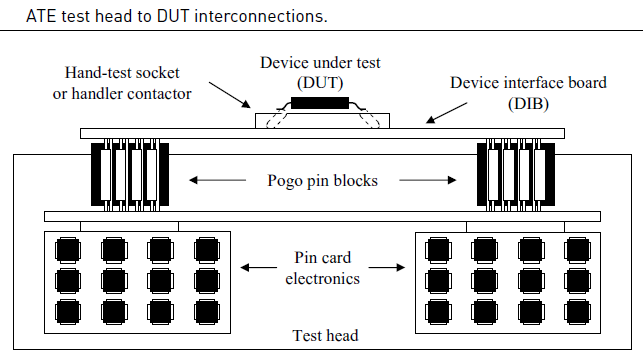 ATE test head to DUT interconnections.
Hand-test socket
or handler contactor
Device under test
(DUT)
Device interface board
(DIB)
Pogo pin blocks
Pin card
electronics
Test head